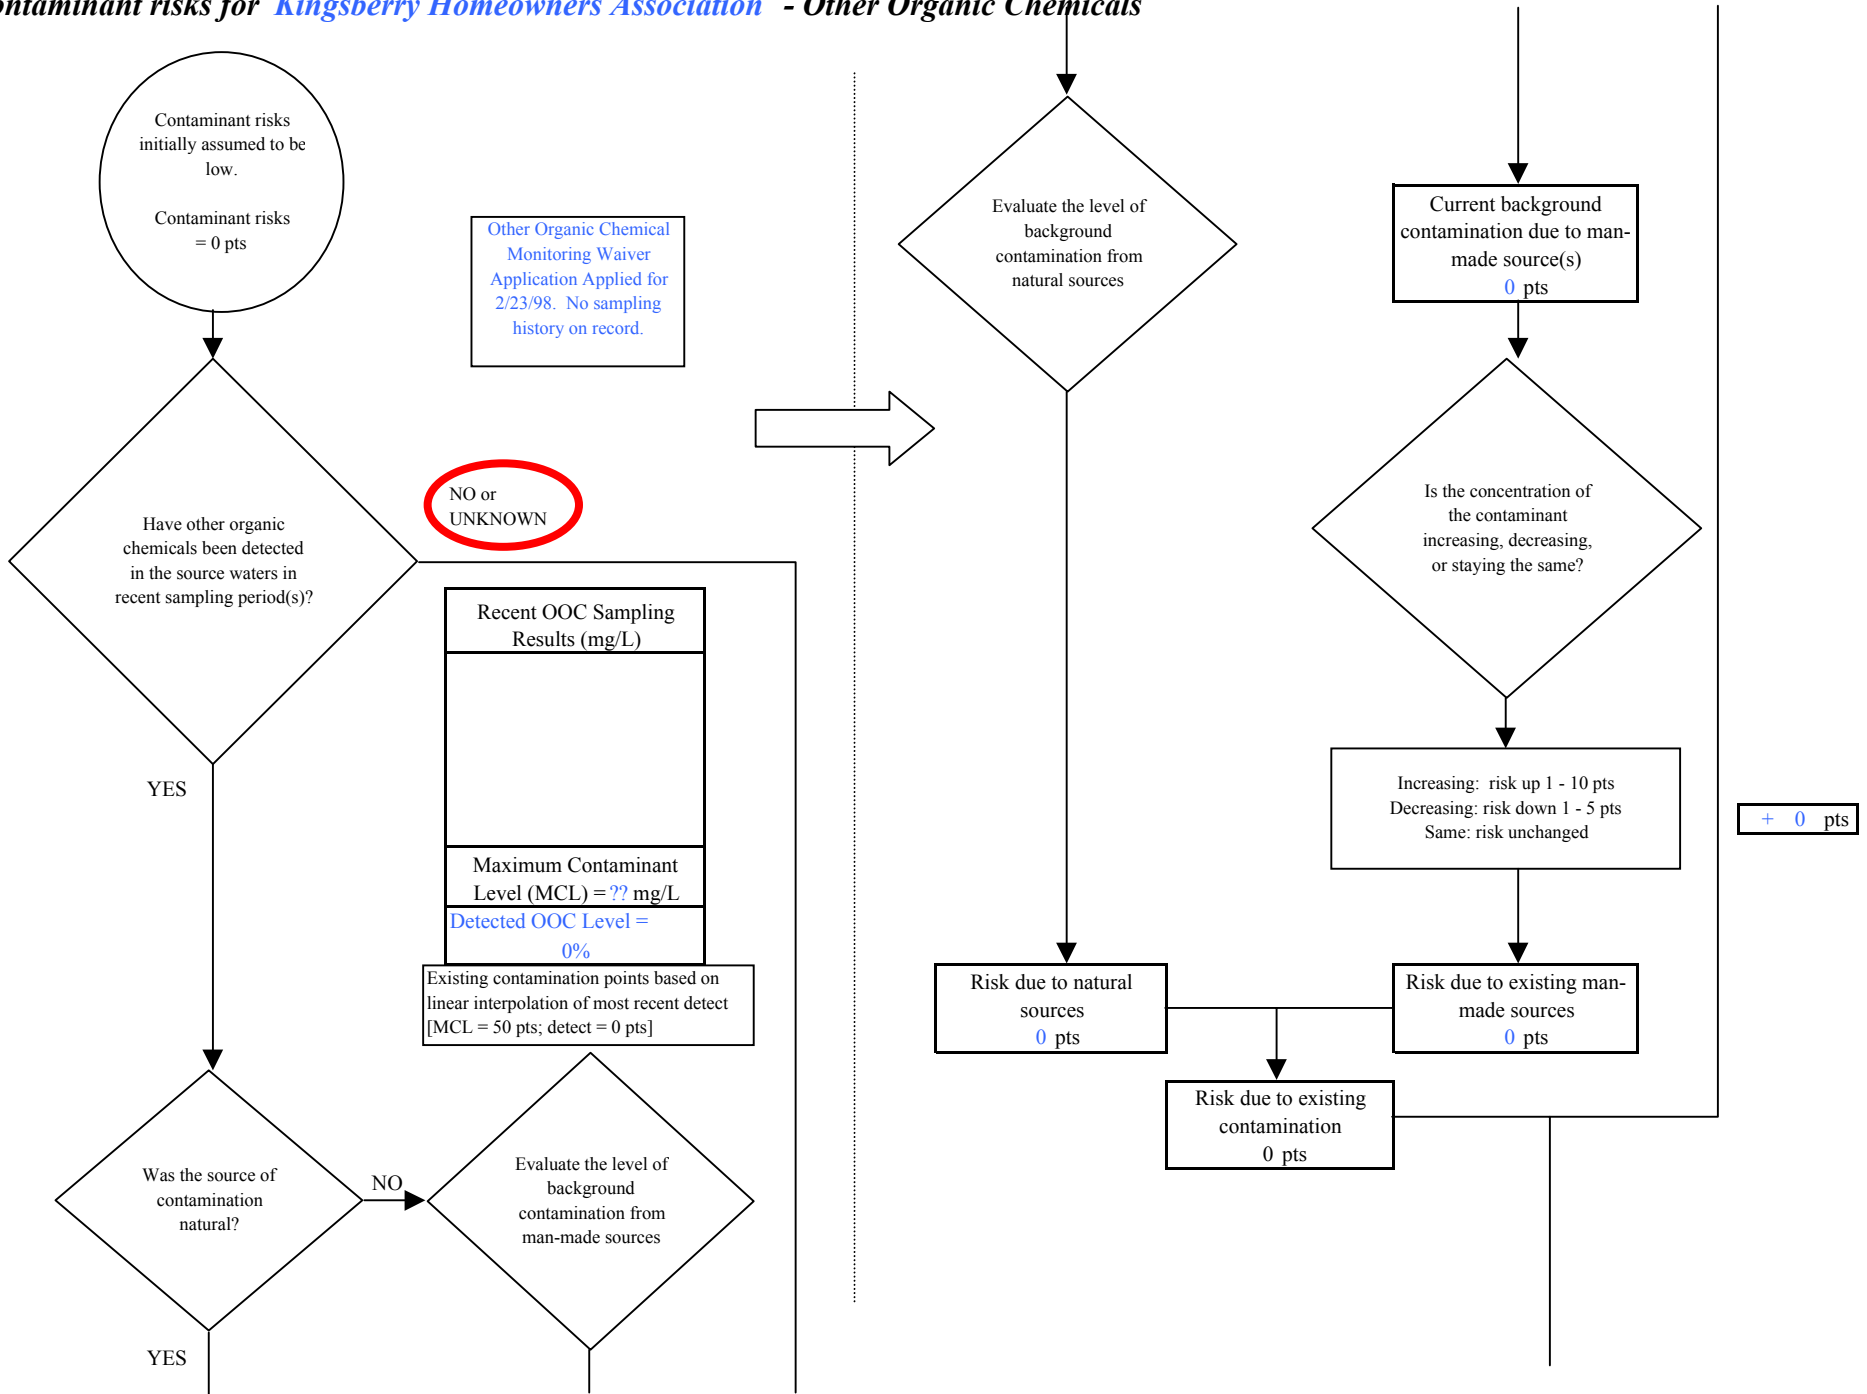 ontaminant risks for Kingsberry Homeowners Association - Other Organic Chemicals
Contaminant risks
initially assumed to be
low.
Contaminant risks
= 0 pts
Other Organic Chemical
Monitoring Waiver
Application Applied for
2/23/98. No sampling
history on record.
NO or
UNKNOWN
Have other organic
chemicals been detected
in the source waters in
recent sampling period(s)?
YES
Recent OOC Sampling
Results (mg/L)
Maximum Contaminant
Level (MCL) = ?? mg/L
Detected OOC Level =
0%
Existing contamination points based on
linear interpolation of most recent detect
[MCL = 50 pts; detect = 0 pts]
Was the source of
contamination
natural?
NO
YES
Evaluate the level of
background
contamination from
man-made sources
Evaluate the level of
background
contamination from
natural sources
Current background
contamination due to man-
made source(s)
0 pts
Is the concentration of
the contaminant
increasing, decreasing,
or staying the same?
Increasing: risk up 1 - 10 pts
Decreasing: risk down 1 - 5 pts
Same: risk unchanged
+ 0 pts
Risk due to natural
sources
0 pts
Risk due to existing man-
made sources
0 pts
Risk due to existing
contamination
0 pts